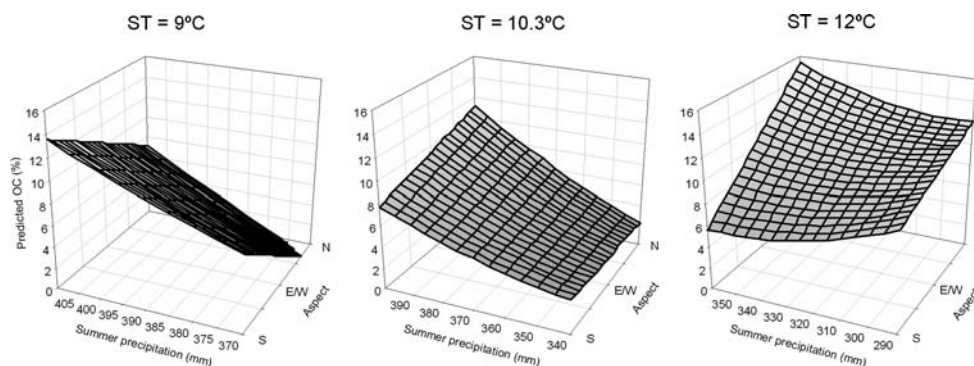 ST = 9ºC
16
14
12
10
8
6
4
2
0
Predicted OC (%)
405
400
395
390
385
380
375
370
Summer precipitation (mm)
N
E/W
S
Aspect
ST = 10.3ºC
16
14
12
10
8
6
4
2
0
390
380
370
360
350
340
Summer precipitation (mm)
N
E/W
S
Aspect
ST = 12ºC
16
14
12
10
8
6
4
2
0
350
340
330
320
310
300
290
Summer precipitation (mm)
N
E/W
S
Aspect